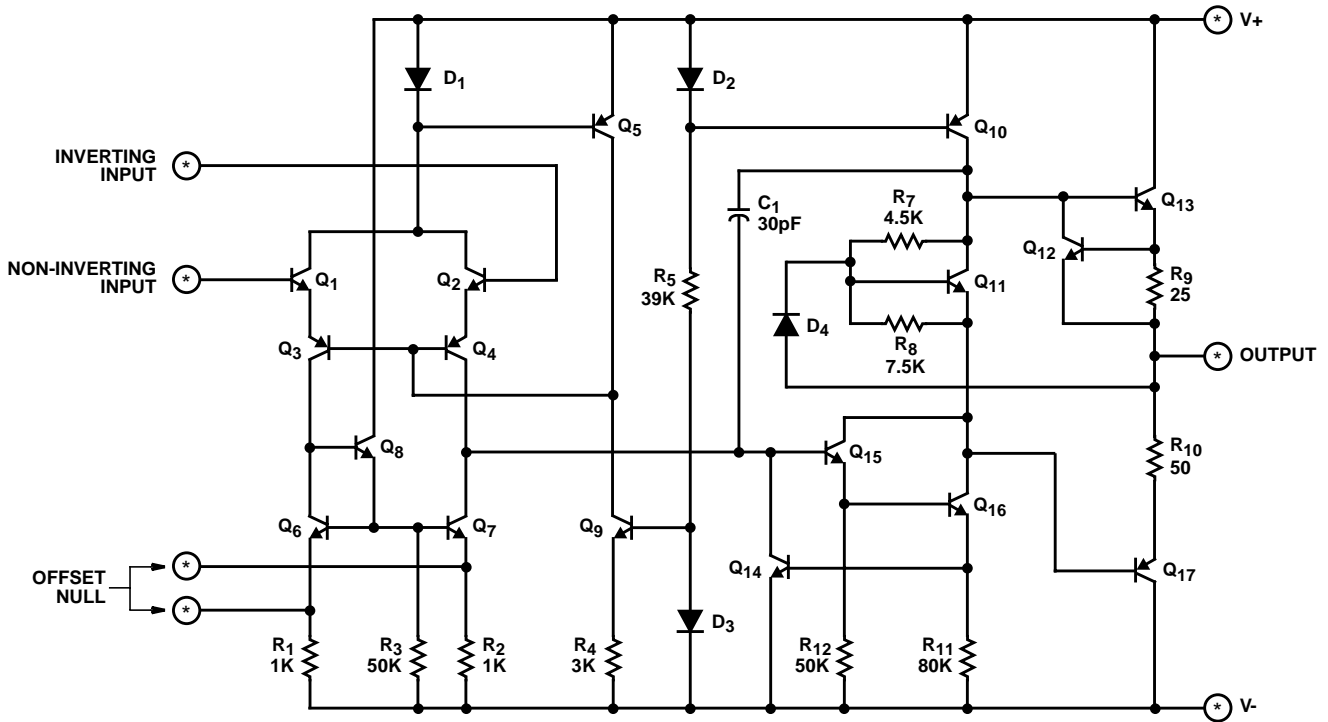 V+
D1
D2
Q5
Q10
INVERTING
INPUT
C1
30pF
R7
4.5K
Q13
Q12
NON-INVERTING
INPUT
Q1
Q2
R5
39K
Q11
R9
25
D4
Q3
Q4
R8
7.5K
OUTPUT
Q8
Q15
R10
50
Q6
Q7
Q9
Q16
Q14
Q17
OFFSET
NULL
D3
R1
1K
R3
50K
R2
1K
R4
3K
R12
50K
R11
80K
V-
* * * * * * *